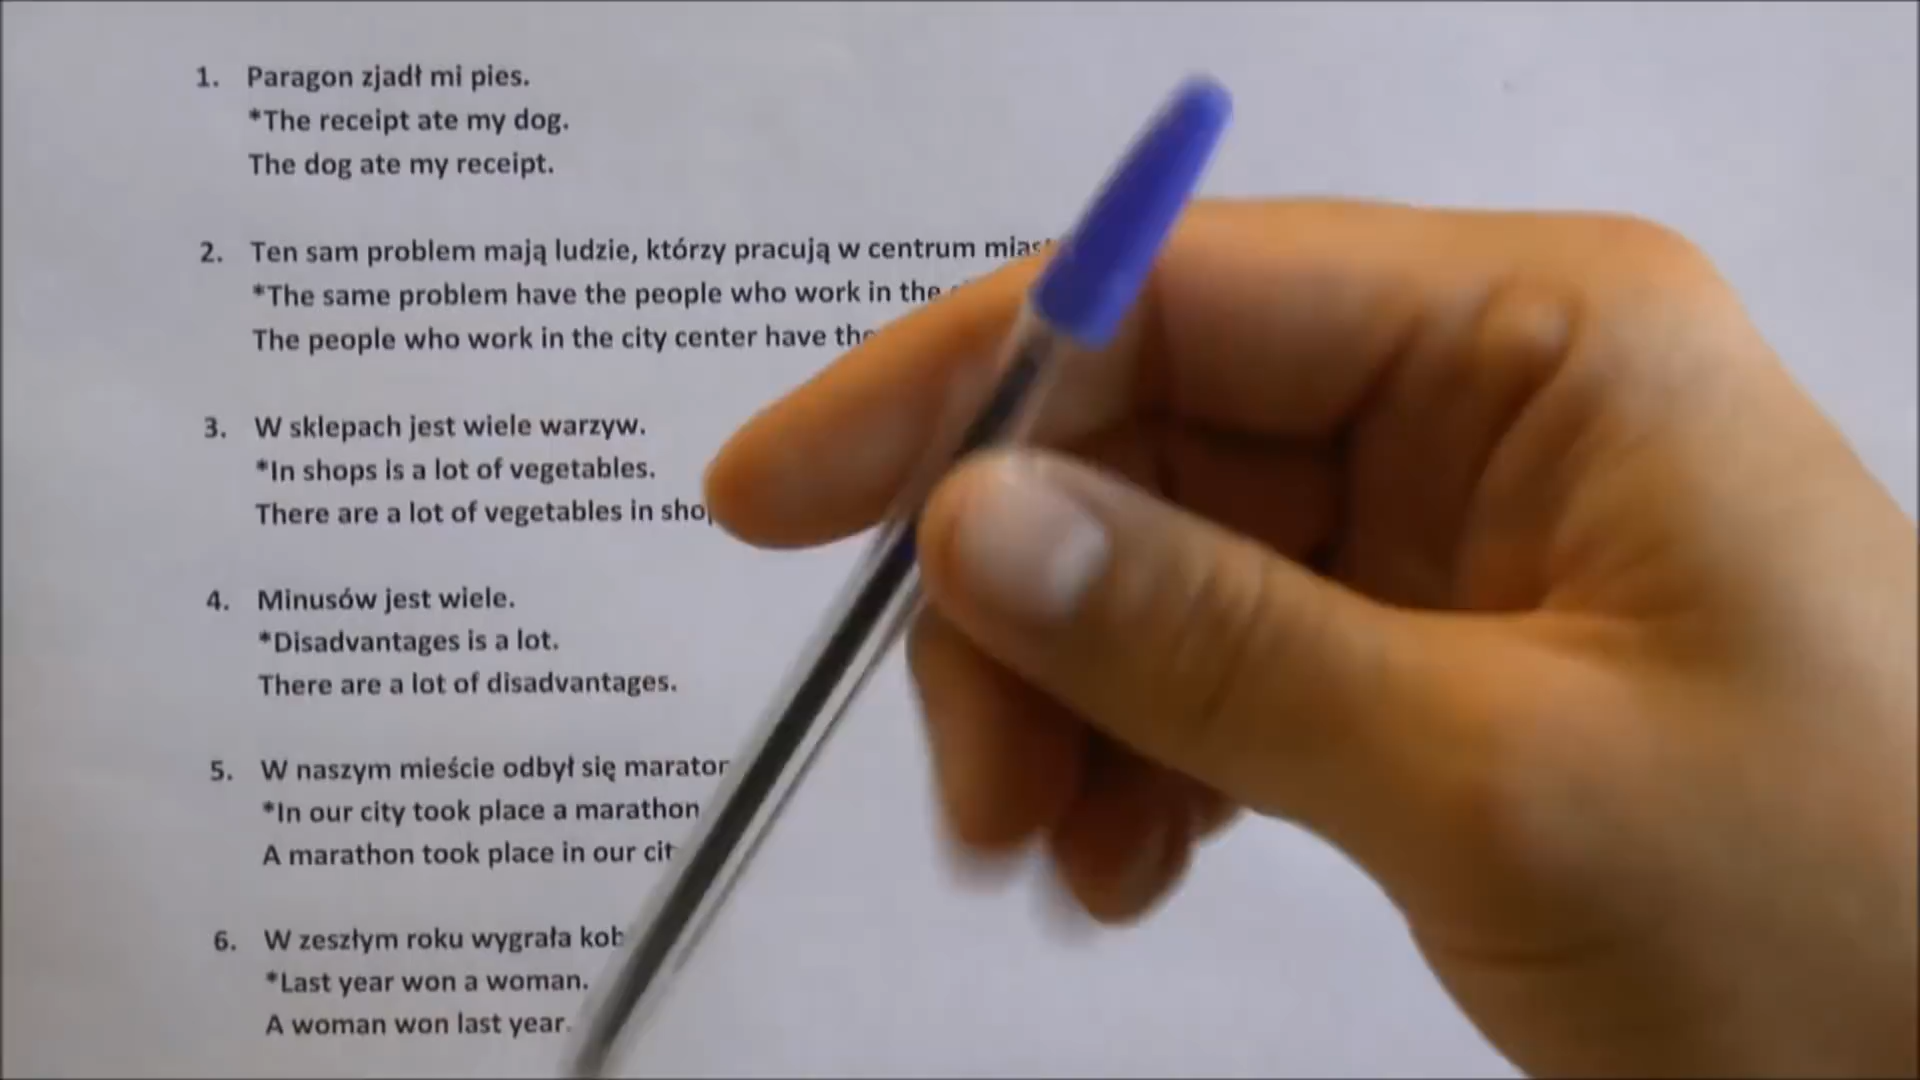 1. Paragon zjadł mi pies.
*The receipt ate my dog.
The dog ate my receipt.
2. Ten sam problem mają ludzie, którzy pracują w centrum
*The same problem have the people who work in the
The people who work in the city center have
3. W sklepach jest wiele warzyw.
*In shops is a lot of vegetables.
There are a lot of vegetables in
4. Minusów jest wiele.
*Disadvantages is a lot.
There are a lot of disadvantages.
5. W naszym mieście odbył się
*In our city took place a marathon
A marathon took place in our
6. W zeszłym roku wygrała
*Last year won a woman.
A woman won last year.